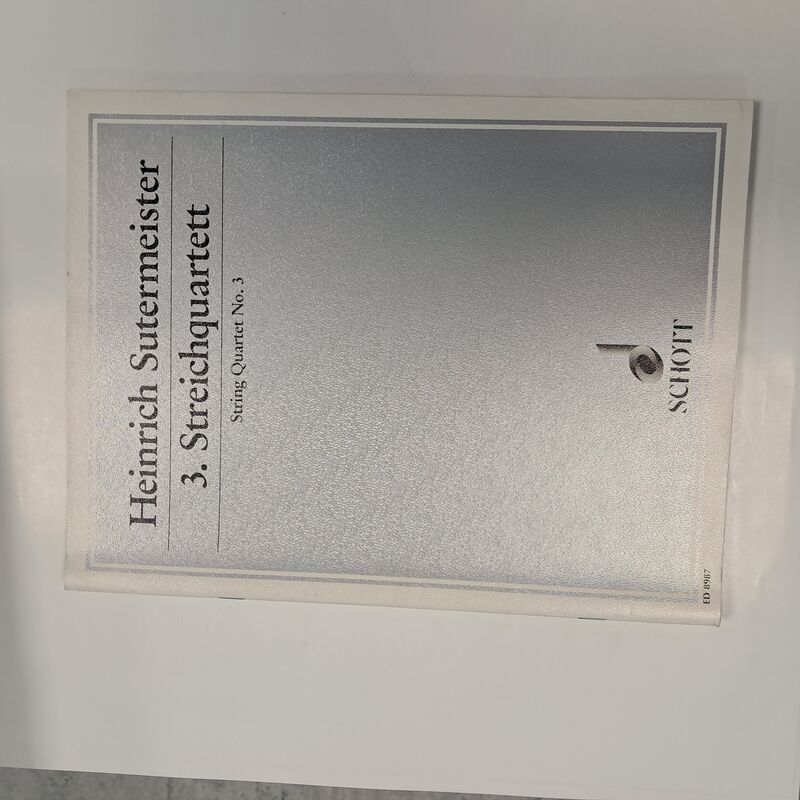 Heinrich Sutermeister
3. Streichquartett
String Quartet No. 3
SCHOTT
ED 8987